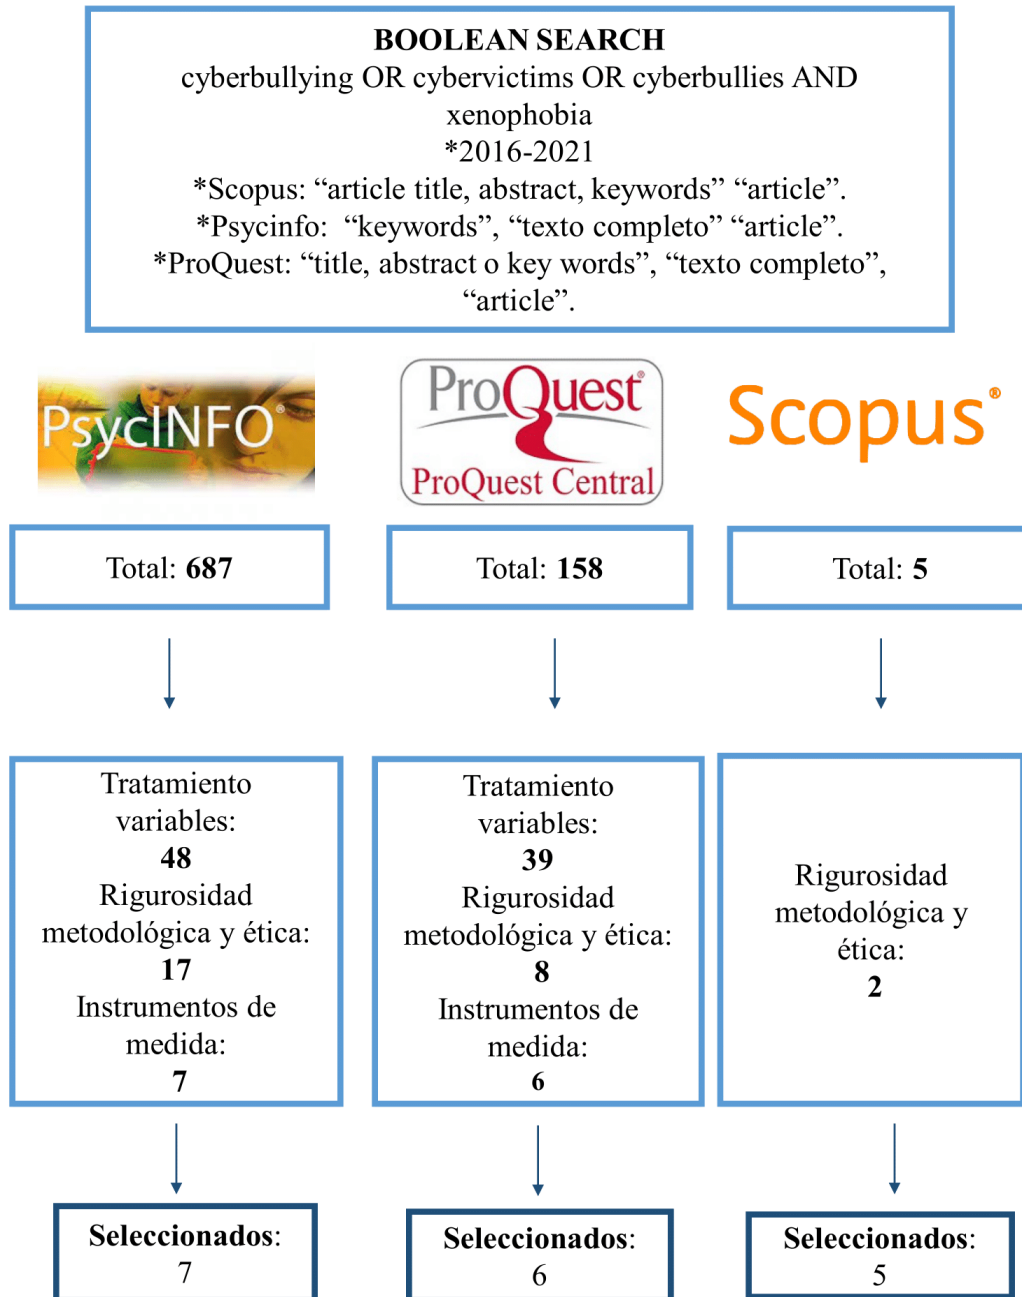 BOOLEAN SEARCH
cyberbullying OR cybervictims OR cyberbullies AND
xenophobia
*2016-2021
*Scopus: “article title, abstract, keywords” “article”.
*Psycinfo:  “keywords”, “texto completo” “article”.
*ProQuest: “title, abstract o key words”, “texto completo”,
“article”.
PsycINFO®
ProQuest®
ProQuest Central
Scopus®
Total: 687
Total: 158
Total: 5
Tratamiento
variables:
48
Rigurosidad
metodológica y ética:
17
Instrumentos de
medida:
7
Tratamiento
variables:
39
Rigurosidad
metodológica y ética:
8
Instrumentos de
medida:
6
Rigurosidad
metodológica y
ética:
2
Seleccionados:
7
Seleccionados:
6
Seleccionados:
5